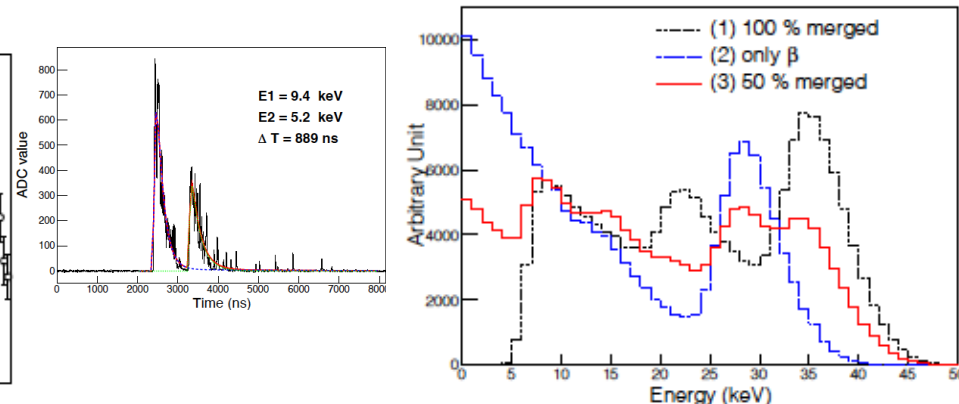 ADC value
800
700
600
500
400
300
200
100
0
E1 = 9.4 keV
E2 = 5.2 keV
Δ T = 889 ns
0 1000 2000 3000 4000 5000 6000 7000 8000
Time (ns)
Arbitrary Unit
10000
8000
6000
4000
2000
0
(1) 100 % merged
(2) only β
(3) 50 % merged
0 5 10 15 20 25 30 35 40 45 50
Energy (keV)